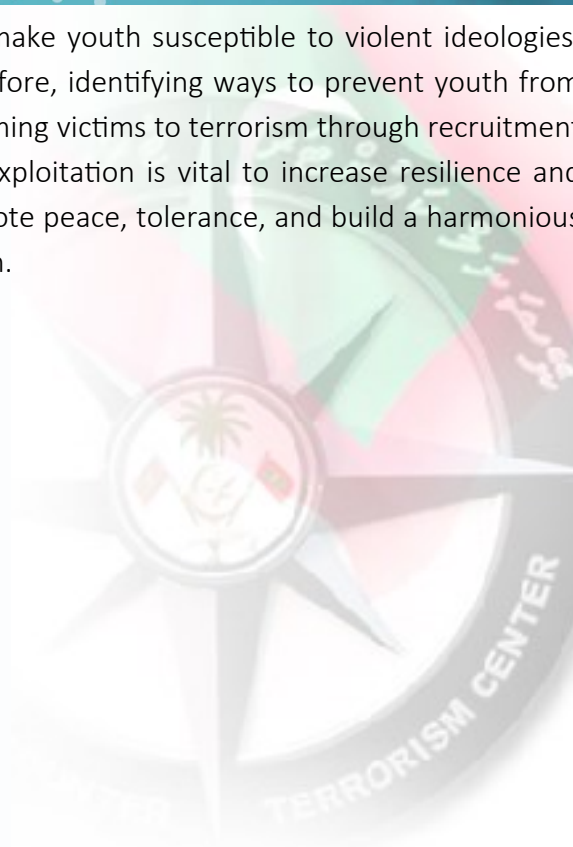 make youth susceptible to violent ideologies
fore, identifying ways to prevent youth from
ning victims to terrorism through recruitment
xploitation is vital to increase resilience and
ote peace, tolerance, and build a harmonious
n.
TERRORISM CENTER